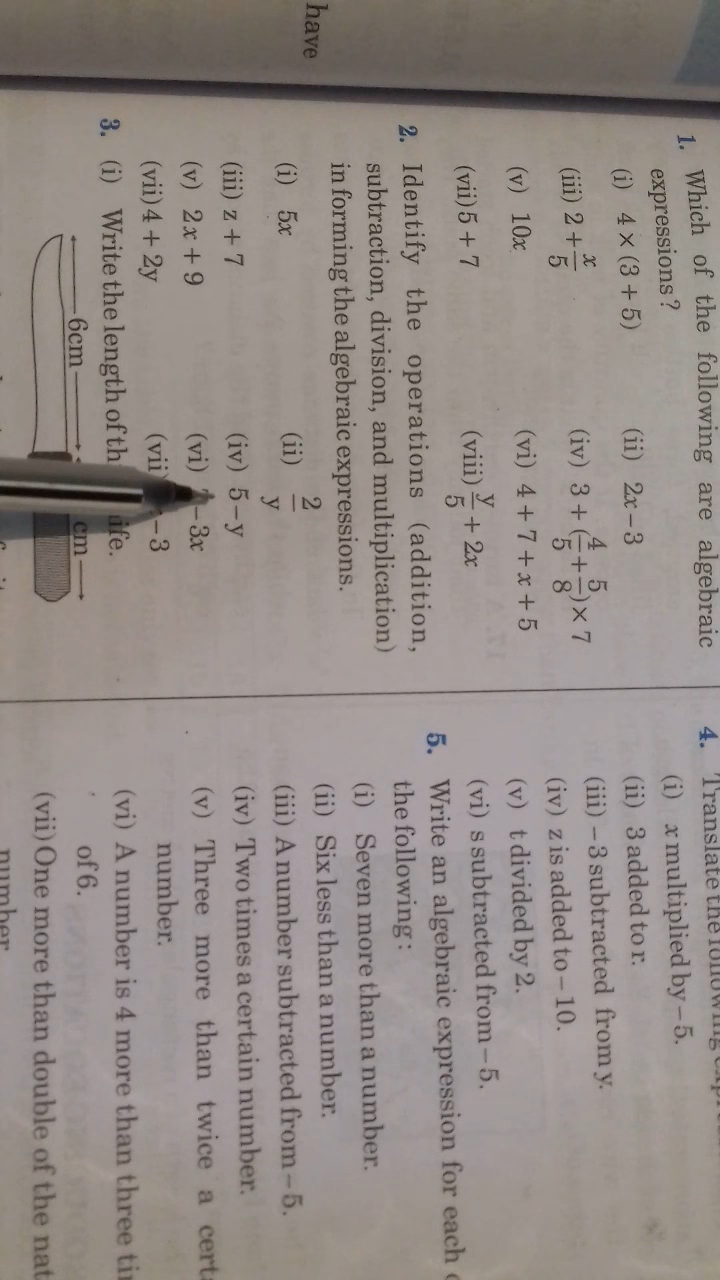 have
1. Which of the following are algebraic
expressions?
(i) 4 × (3 + 5) (ii) 2x – 3
(iii) 2 + x/5 (iv) 3 + (4/5 + 5/8) × 7
(v) 10x (vi) 4 + 7 + x + 5
(vii) 5 + 7 (viii) y/5 + 2x
2. Identify the operations (addition,
subtraction, division, and multiplication)
in forming the algebraic expressions.
(i) 5x (ii) 2/y
(iii) z + 7 (iv) 5 – y
(v) 2x + 9 (vi) – 3x
(vii) 4 + 2y – 3
3. (i) Write the length of
6cm cm
4. Translate the following
(i) x multiplied by – 5.
(ii) 3 added to r.
(iii) – 3 subtracted from y.
(iv) z is added to – 10.
(v) t divided by 2.
(vi) s subtracted from – 5.
5. Write an algebraic expression for each
the following :
(i) Seven more than a number.
(ii) Six less than a number.
(iii) A number subtracted from – 5.
(iv) Two times a certain number.
(v) Three more than twice a
number.
(vi) A number is 4 more than three
of 6.
(vii) One more than double of the
number